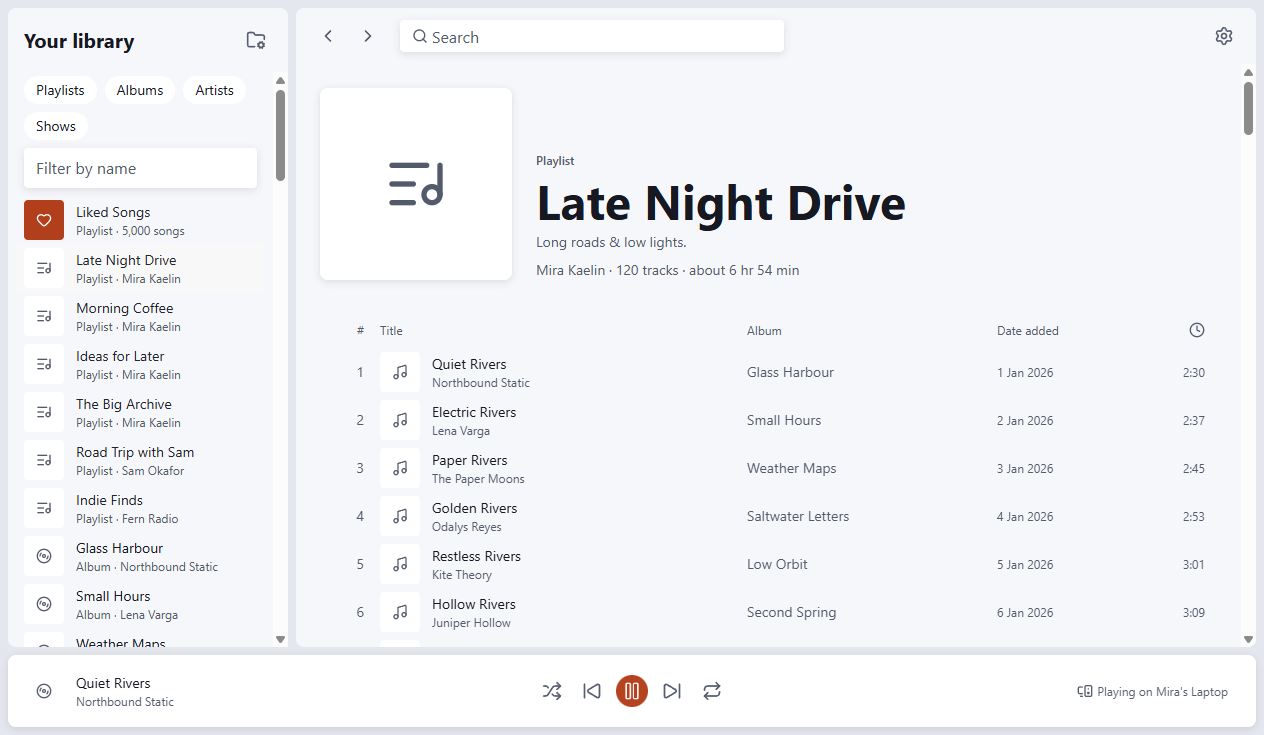 Your library
Playlists Albums Artists
Shows
Filter by name
Liked Songs
Playlist · 5,000 songs
Late Night Drive
Playlist · Mira Kaelin
Morning Coffee
Playlist · Mira Kaelin
Ideas for Later
Playlist · Mira Kaelin
The Big Archive
Playlist · Mira Kaelin
Road Trip with Sam
Playlist · Sam Okafor
Indie Finds
Playlist · Fern Radio
Glass Harbour
Album · Northbound Static
Small Hours
Album · Lena Varga
Weather Maps
Search
Playlist
Late Night Drive
Long roads & low lights.
Mira Kaelin · 120 tracks · about 6 hr 54 min
# Title Album Date added
1 Quiet Rivers Glass Harbour 1 Jan 2026 2:30
Northbound Static
2 Electric Rivers Small Hours 2 Jan 2026 2:37
Lena Varga
3 Paper Rivers Weather Maps 3 Jan 2026 2:45
The Paper Moons
4 Golden Rivers Saltwater Letters 4 Jan 2026 2:53
Odalys Reyes
5 Restless Rivers Low Orbit 5 Jan 2026 3:01
Kite Theory
6 Hollow Rivers Second Spring 6 Jan 2026 3:09
Juniper Hollow
Quiet Rivers
Northbound Static
Playing on Mira's Laptop